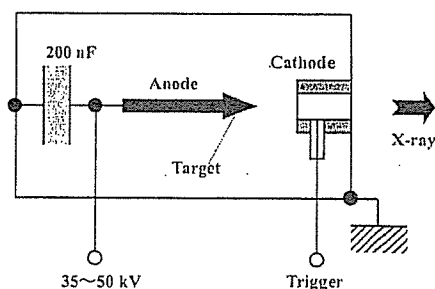 200 nF
Anode
Cathode
X-ray
Target
35~50 kV
Trigger